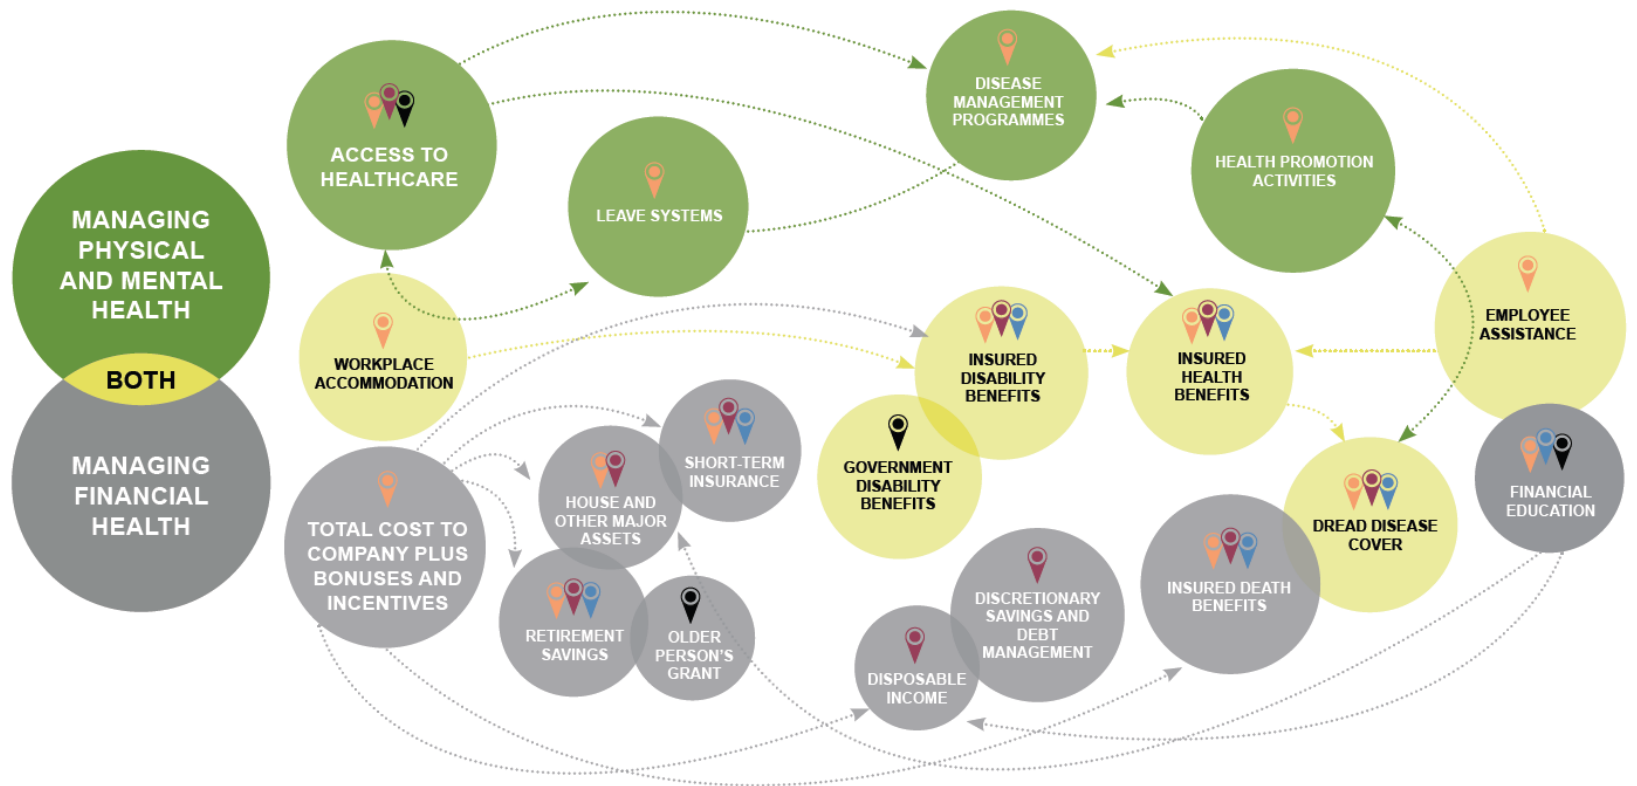 MANAGING
PHYSICAL
AND MENTAL
HEALTH
BOTH
MANAGING
FINANCIAL
HEALTH
ACCESS TO
HEALTHCARE
LEAVE SYSTEMS
DISEASE
MANAGEMENT
PROGRAMMES
HEALTH PROMOTION
ACTIVITIES
WORKPLACE
ACCOMMODATION
INSURED
DISABILITY
BENEFITS
INSURED
HEALTH
BENEFITS
EMPLOYEE
ASSISTANCE
GOVERNMENT
DISABILITY
BENEFITS
SHORT-TERM
INSURANCE
HOUSE AND
OTHER MAJOR
ASSETS
TOTAL COST TO
COMPANY PLUS
BONUSES AND
INCENTIVES
RETIREMENT
SAVINGS
OLDER
PERSON'S
GRANT
DISCRETIONARY
SAVINGS AND
DEBT
MANAGEMENT
DISPOSABLE
INCOME
INSURED DEATH
BENEFITS
DREAD DISEASE
COVER
FINANCIAL
EDUCATION